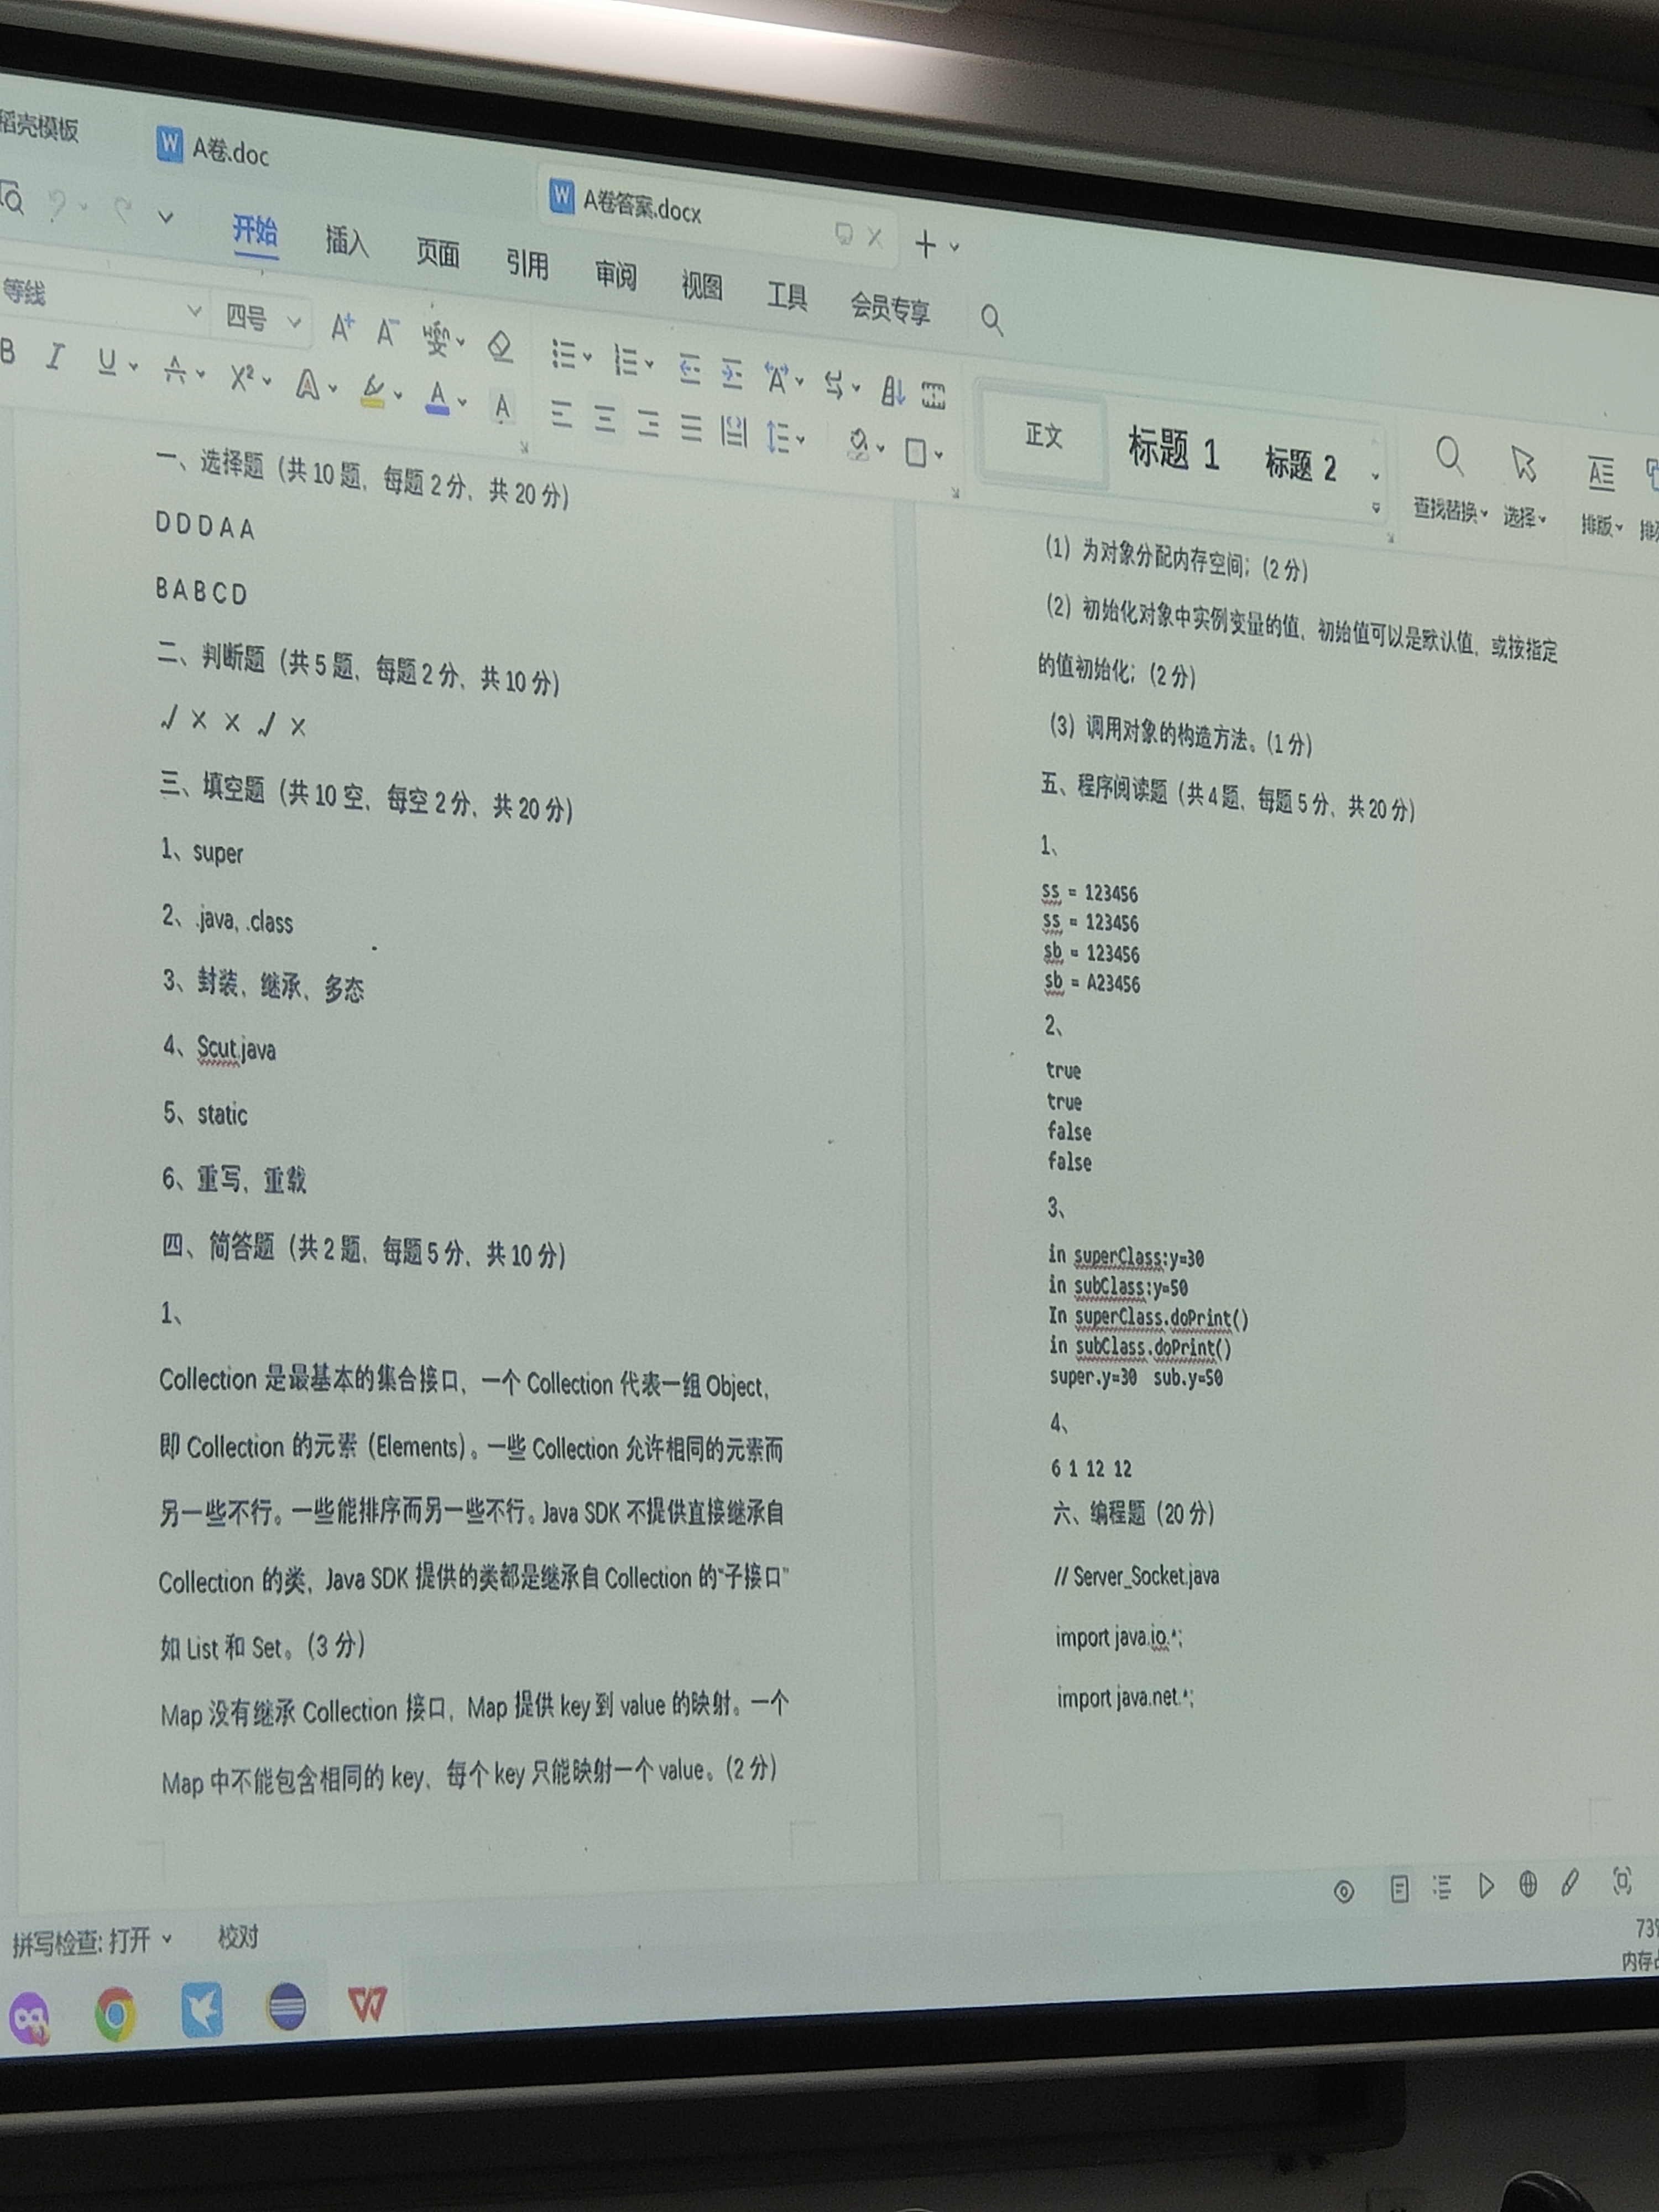 稻壳模板
A卷.doc
A卷答案.docx
开始 插入 页面 引用 审阅 视图 工具 会员专享
等线 四号
正文 标题 1 标题 2
查找替换 选择 排版
一、选择题（共 10 题，每题 2 分，共 20 分）
D D D A A
B A B C D
二、判断题（共 5 题，每题 2 分，共 10 分）
√ × × √ ×
三、填空题（共 10 空，每空 2 分，共 20 分）
1、super
2、.java, .class
3、封装、继承、多态
4、Scut.java
5、static
6、重写、重载
四、简答题（共 2 题，每题 5 分，共 10 分）
1、
Collection 是最基本的集合接口，一个 Collection 代表一组 Object，
即 Collection 的元素（Elements）。一些 Collection 允许相同的元素而
另一些不行。一些能排序而另一些不行。Java SDK 不提供直接继承自
Collection 的类，Java SDK 提供的类都是继承自 Collection 的“子接口”
如 List 和 Set。（3 分）
Map 没有继承 Collection 接口，Map 提供 key 到 value 的映射。一个
Map 中不能包含相同的 key，每个 key 只能映射一个 value。（2 分）
（1）为对象分配内存空间；（2 分）
（2）初始化对象中实例变量的值，初始值可以是默认值，或按指定
的值初始化；（2 分）
（3）调用对象的构造方法。（1 分）
五、程序阅读题（共 4 题，每题 5 分，共 20 分）
1、
ss = 123456
ss = 123456
sb = 123456
sb = A23456
2、
true
true
false
false
3、
in superClass:y=30
in subClass:y=50
In superClass.doPrint()
in subClass.doPrint()
super.y=30 sub.y=50
4、
6 1 12 12
六、编程题（20 分）
// Server_Socket.java
import java.io.*;
import java.net.*;
拼写检查: 打开 校对